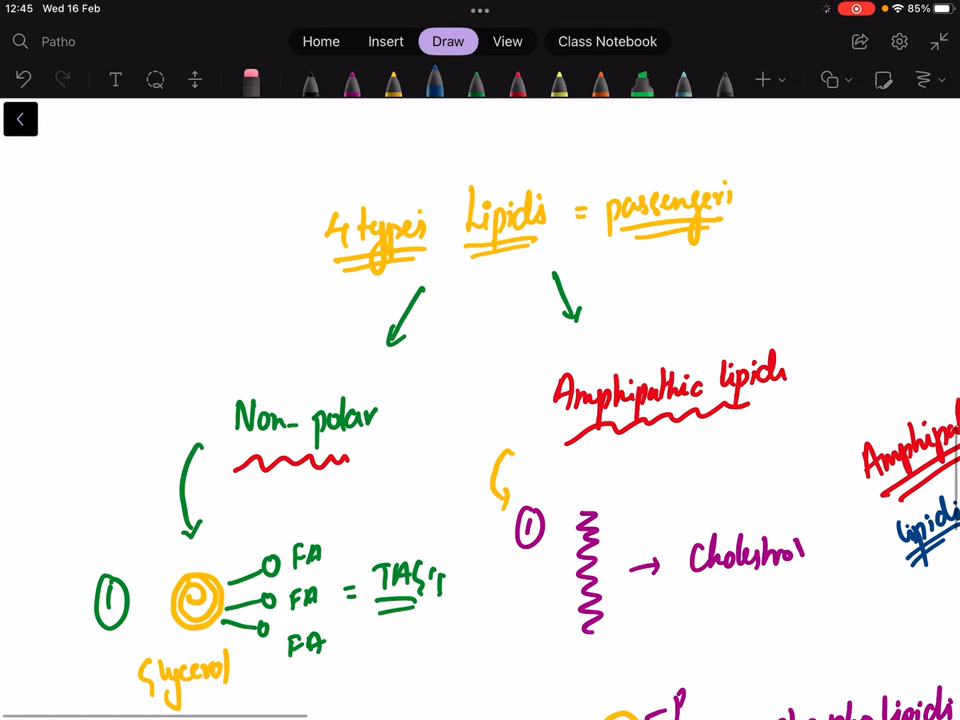 12:45 Wed 16 Feb
85%
Patho
Home Insert Draw View Class Notebook
4 types Lipids = passengers
Non-polar
Amphipathic lipids
1
FA
FA
FA
= TAG's
Glycerol
1 → Cholestrol
lipids
P